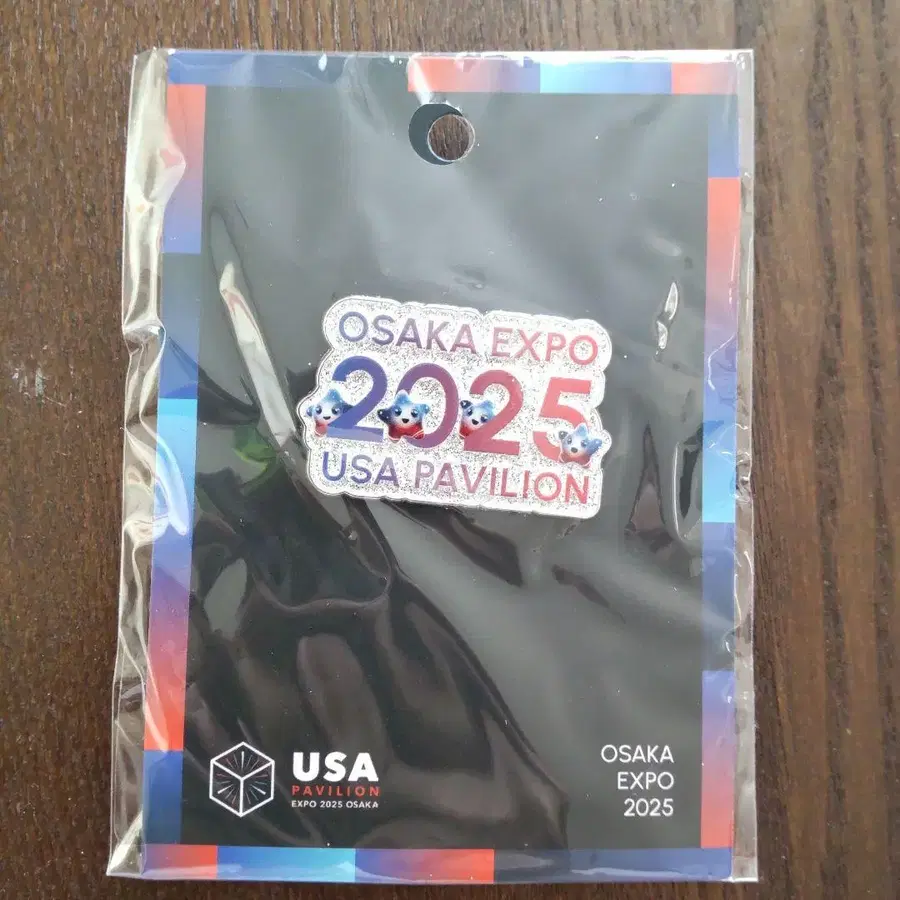 OSAKA EXPO
2025
USA PAVILION
USA
PAVILION
EXPO 2025 OSAKA
OSAKA
EXPO
2025